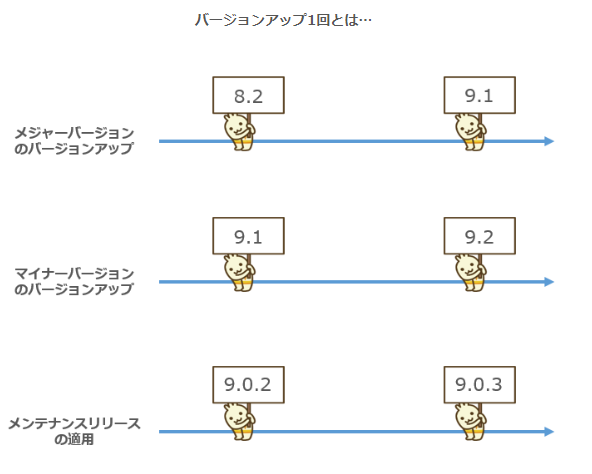 バージョンアップ1回とは…
8.2
9.1
メジャーバージョン
のバージョンアップ
9.1
9.2
マイナーバージョン
のバージョンアップ
9.0.2
9.0.3
メンテナンスリリース
の適用